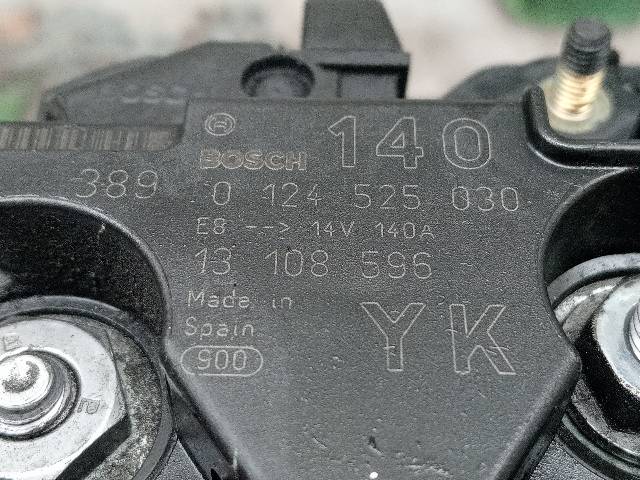 ® BOSCH 140
389 0 124 525 030
E8 --> 14V 140A
13 108 596
Made in
Spain YK
900